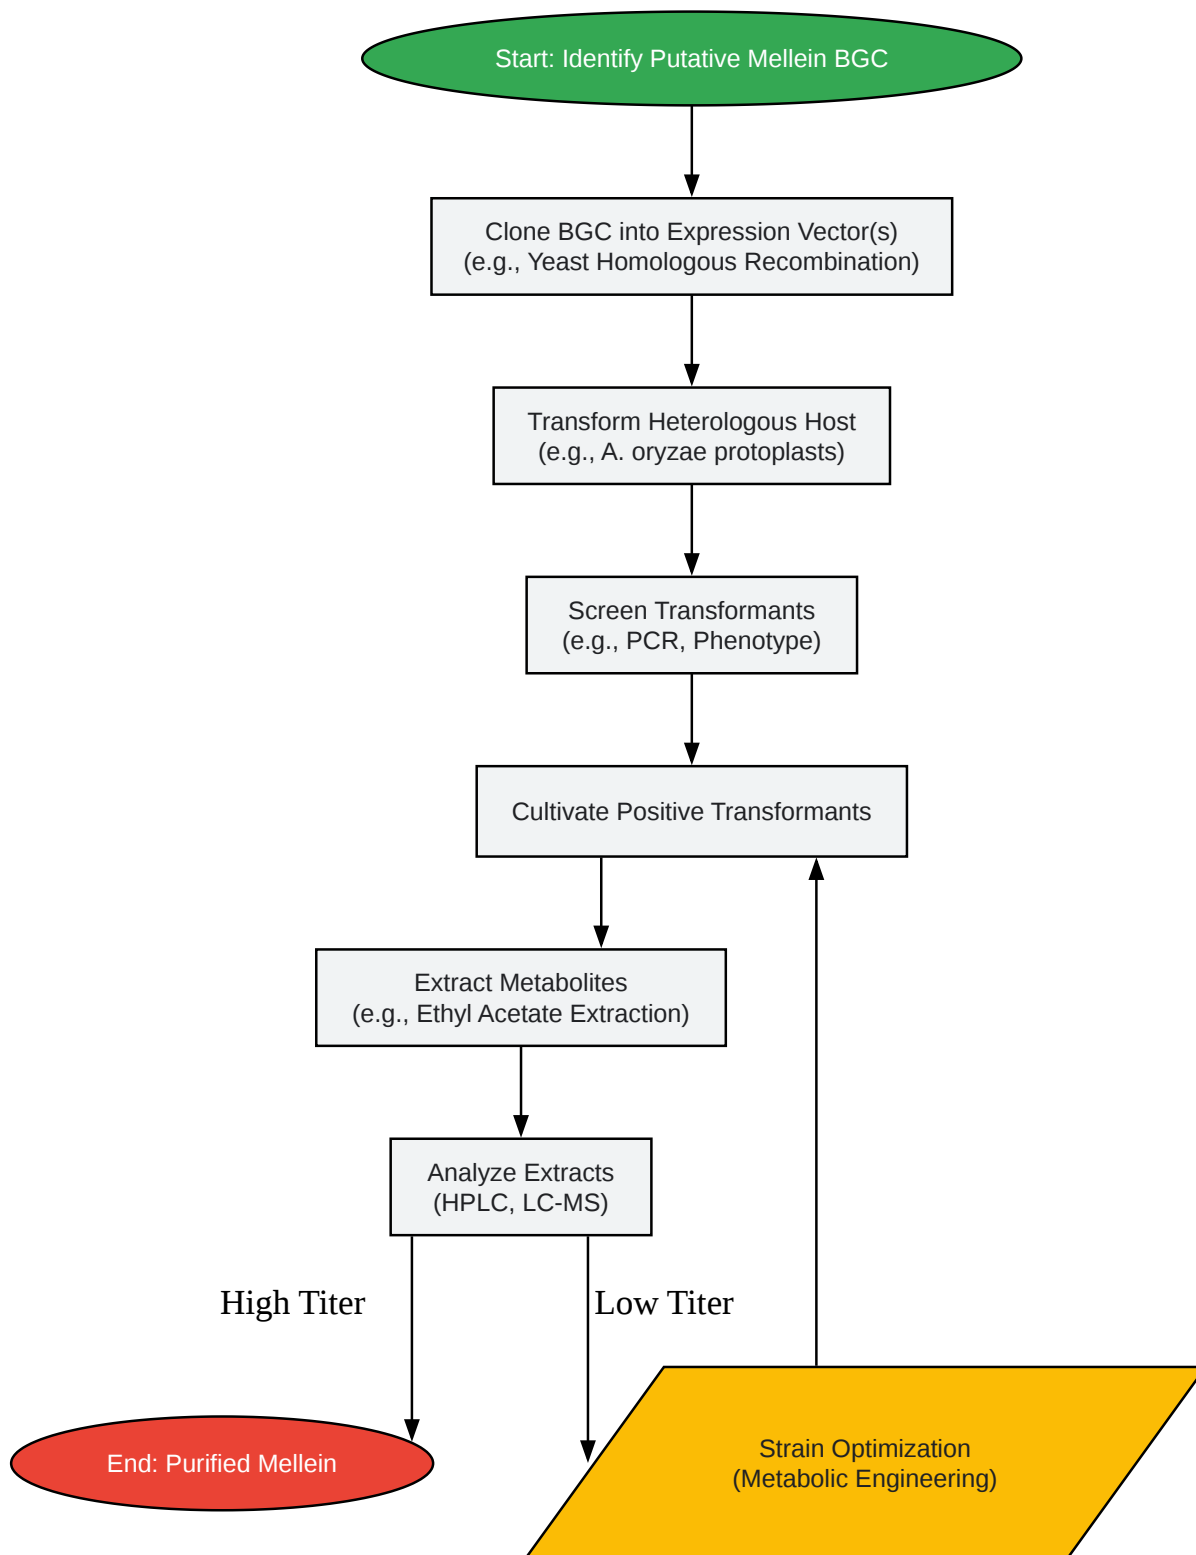 Start: Identify Putative Mellein BGC
Clone BGC into Expression Vector(s)
(e.g., Yeast Homologous Recombination)
Transform Heterologous Host
(e.g., A. oryzae protoplasts)
Screen Transformants
(e.g., PCR, Phenotype)
Cultivate Positive Transformants
Extract Metabolites
(e.g., Ethyl Acetate Extraction)
Analyze Extracts
(HPLC, LC-MS)
High Titer
Low Titer
End: Purified Mellein
Strain Optimization
(Metabolic Engineering)